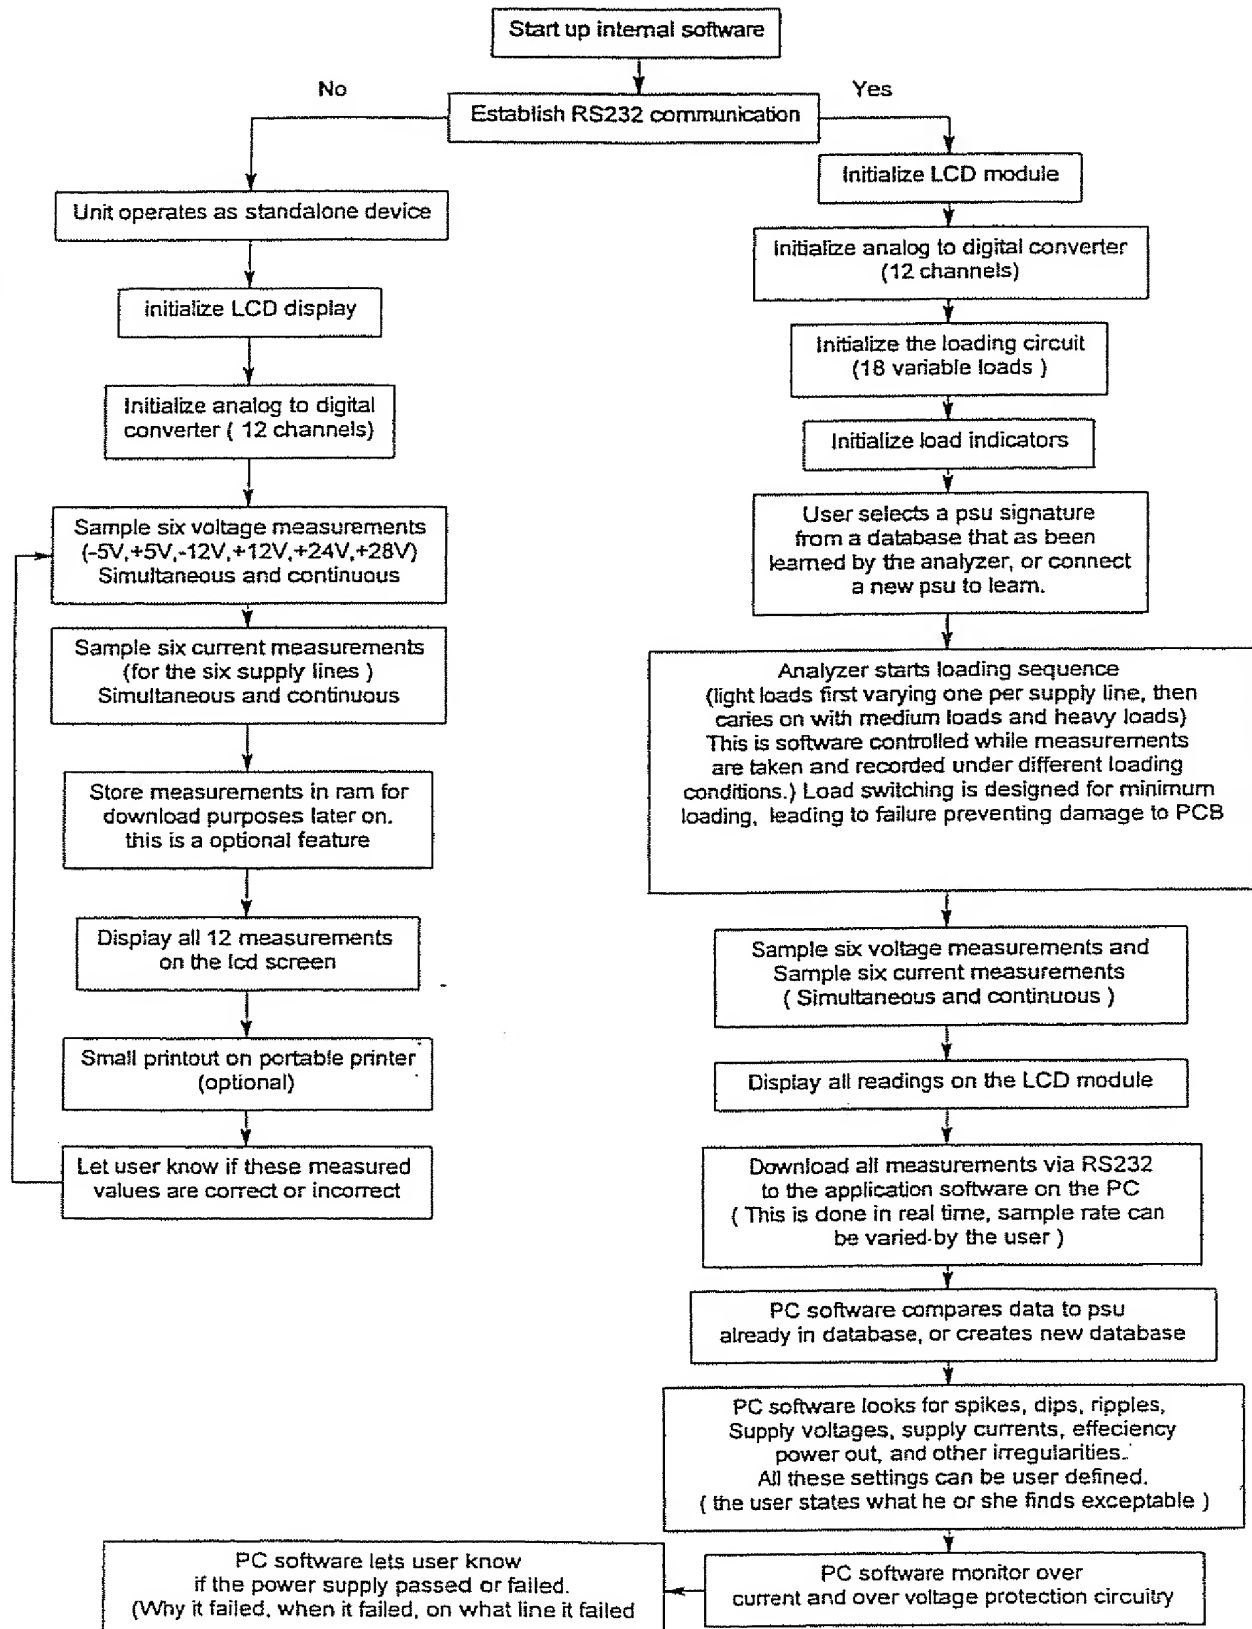 Start up internal software
No
Yes
Establish RS232 communication
Unit operates as standalone device
initialize LCD display
Initialize analog to digital
converter ( 12 channels)
Sample six voltage measurements
(-5V,+5V,-12V,+12V,+24V,+28V)
Simultaneous and continuous
Sample six current measurements
(for the six supply lines )
Simultaneous and continuous
Store measurements in ram for
download purposes later on.
this is a optional feature
Display all 12 measurements
on the lcd screen
Small printout on portable printer
(optional)
Let user know if these measured
values are correct or incorrect
Initialize LCD module
Initialize analog to digital converter
(12 channels)
Initialize the loading circuit
(18 variable loads )
Initialize load indicators
User selects a psu signature
from a database that as been
learned by the analyzer, or connect
a new psu to learn.
Analyzer starts loading sequence
(light loads first varying one per supply line, then
caries on with medium loads and heavy loads)
This is software controlled while measurements
are taken and recorded under different loading
conditions.) Load switching is designed for minimum
loading, leading to failure preventing damage to PCB
Sample six voltage measurements and
Sample six current measurements
( Simultaneous and continuous )
Display all readings on the LCD module
Download all measurements via RS232
to the application software on the PC
( This is done in real time, sample rate can
be varied by the user )
PC software compares data to psu
already in database, or creates new database
PC software looks for spikes, dips, ripples,
Supply voltages, supply currents, effeciency
power out, and other irregularities.
All these settings can be user defined.
( the user states what he or she finds exceptable )
PC software monitor over
current and over voltage protection circuitry
PC software lets user know
if the power supply passed or failed.
(Why it failed, when it failed, on what line it failed